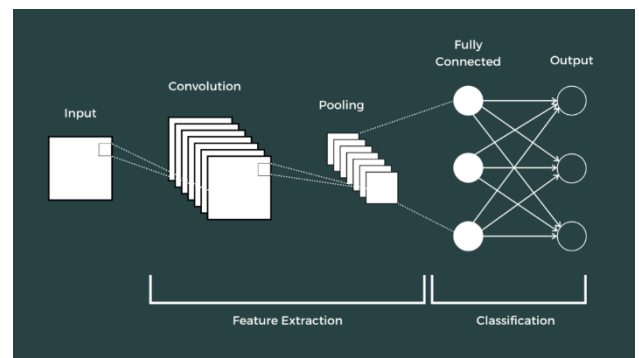 Input
Convolution
Pooling
Fully
Connected
Output
Feature Extraction
Classification